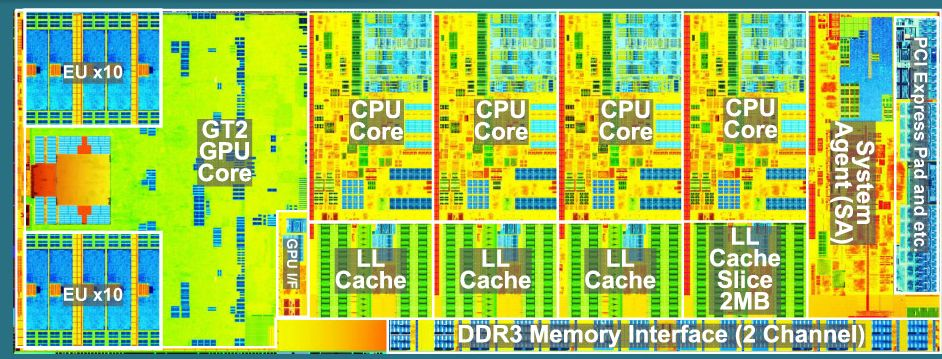 EU x10
GT2
GPU
Core
EU x10
GPU I/F
CPU
Core
CPU
Core
CPU
Core
CPU
Core
LL
Cache
LL
Cache
LL
Cache
LL
Cache
Slice
2MB
System
Agent (SA)
PCI Express Pad and etc.
DDR3 Memory Interface (2 Channel)